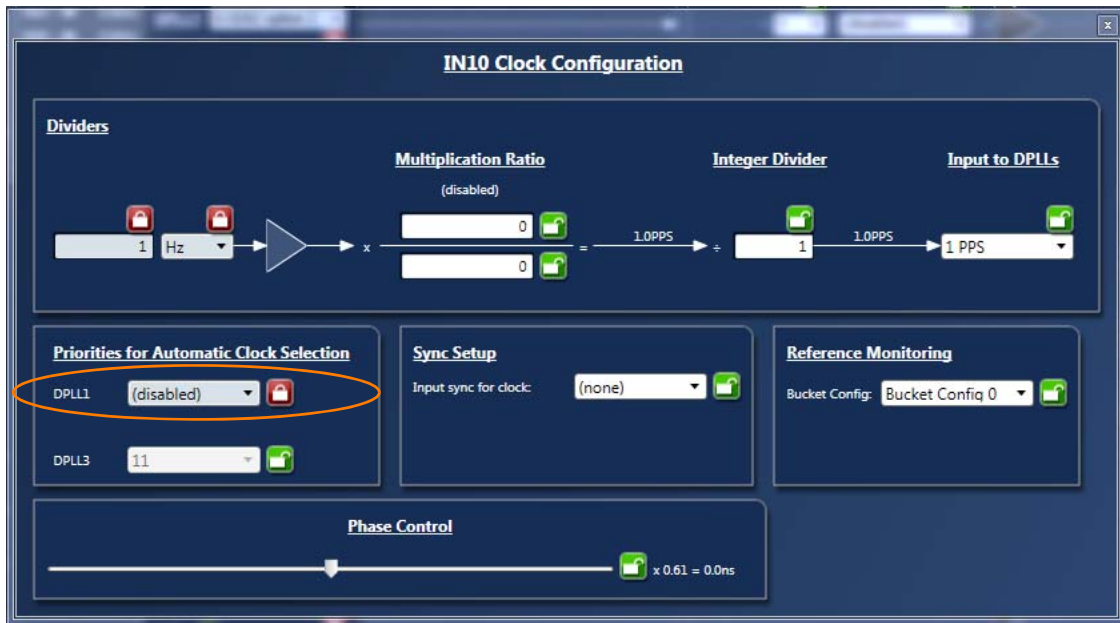 IN10 Clock Configuration
Dividers
Multiplication Ratio
Integer Divider
Input to DPLLs
(disabled)
1
Hz
x
0
0
=
1.0PPS
÷
1
1.0PPS
1 PPS
Priorities for Automatic Clock Selection
DPLL1
(disabled)
DPLL3
11
Sync Setup
Input sync for clock:
(none)
Reference Monitoring
Bucket Config:
Bucket Config 0
Phase Control
x 0.61 = 0.0ns